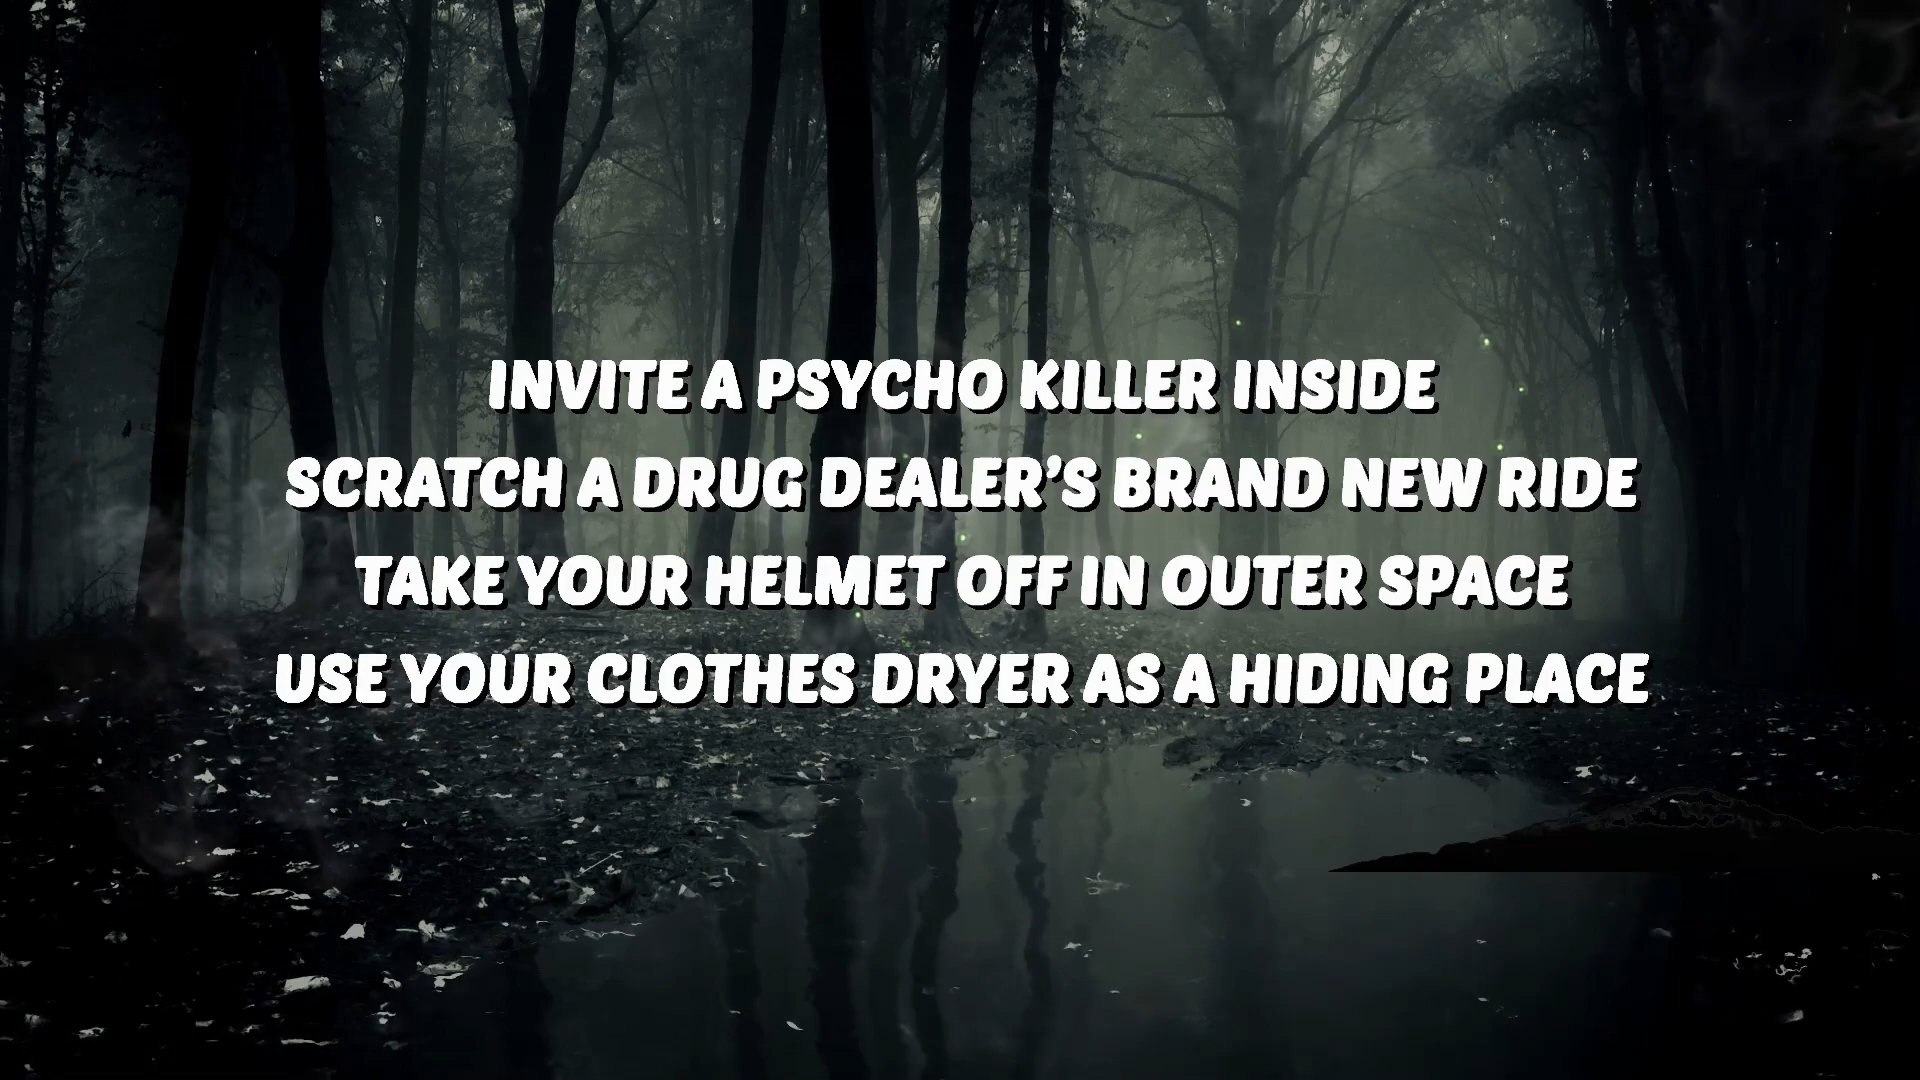 INVITE A PSYCHO KILLER INSIDE
SCRATCH A DRUG DEALER’S BRAND NEW RIDE
TAKE YOUR HELMET OFF IN OUTER SPACE
USE YOUR CLOTHES DRYER AS A HIDING PLACE